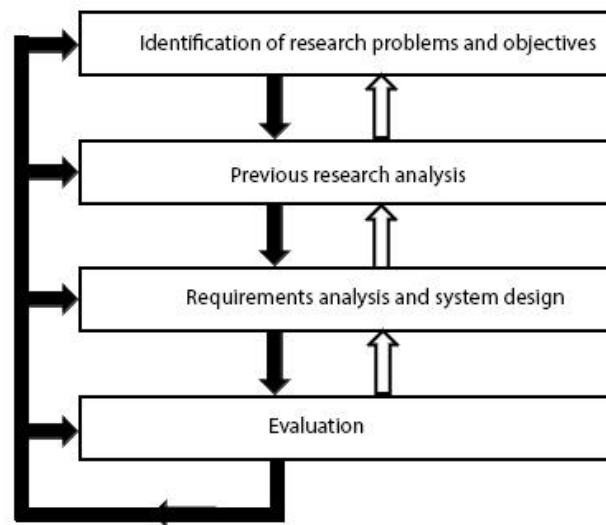 Identification of research problems and objectives
Previous research analysis
Requirements analysis and system design
Evaluation